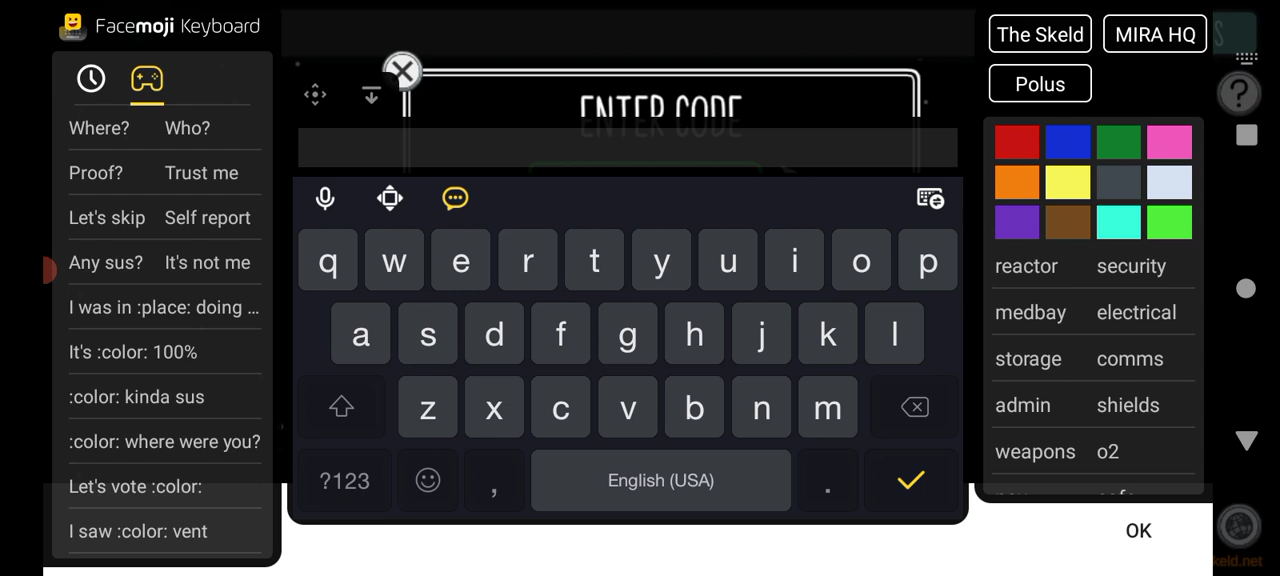 Facemoji Keyboard
Where? Who?
Proof? Trust me
Let's skip Self report
Any sus? It's not me
I was in :place: doing ...
It's :color: 100%
:color: kinda sus
:color: where were you?
Let's vote :color:
I saw :color: vent
ENTER CODE
q w e r t y u i o p
a s d f g h j k l
z x c v b n m
?123 , English (USA) .
The Skeld MIRA HQ
Polus
reactor security
medbay electrical
storage comms
admin shields
weapons o2
OK
skeld.net